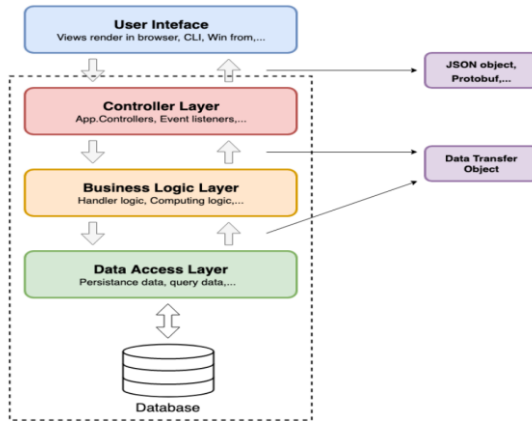 User Inteface
Views render in browser, CLI, Win from,...
JSON object,
Protobuf,...
Controller Layer
App.Controllers, Event listeners,...
Data Transfer
Object
Business Logic Layer
Handler logic, Computing logic,...
Data Access Layer
Persistance data, query data,...
Database